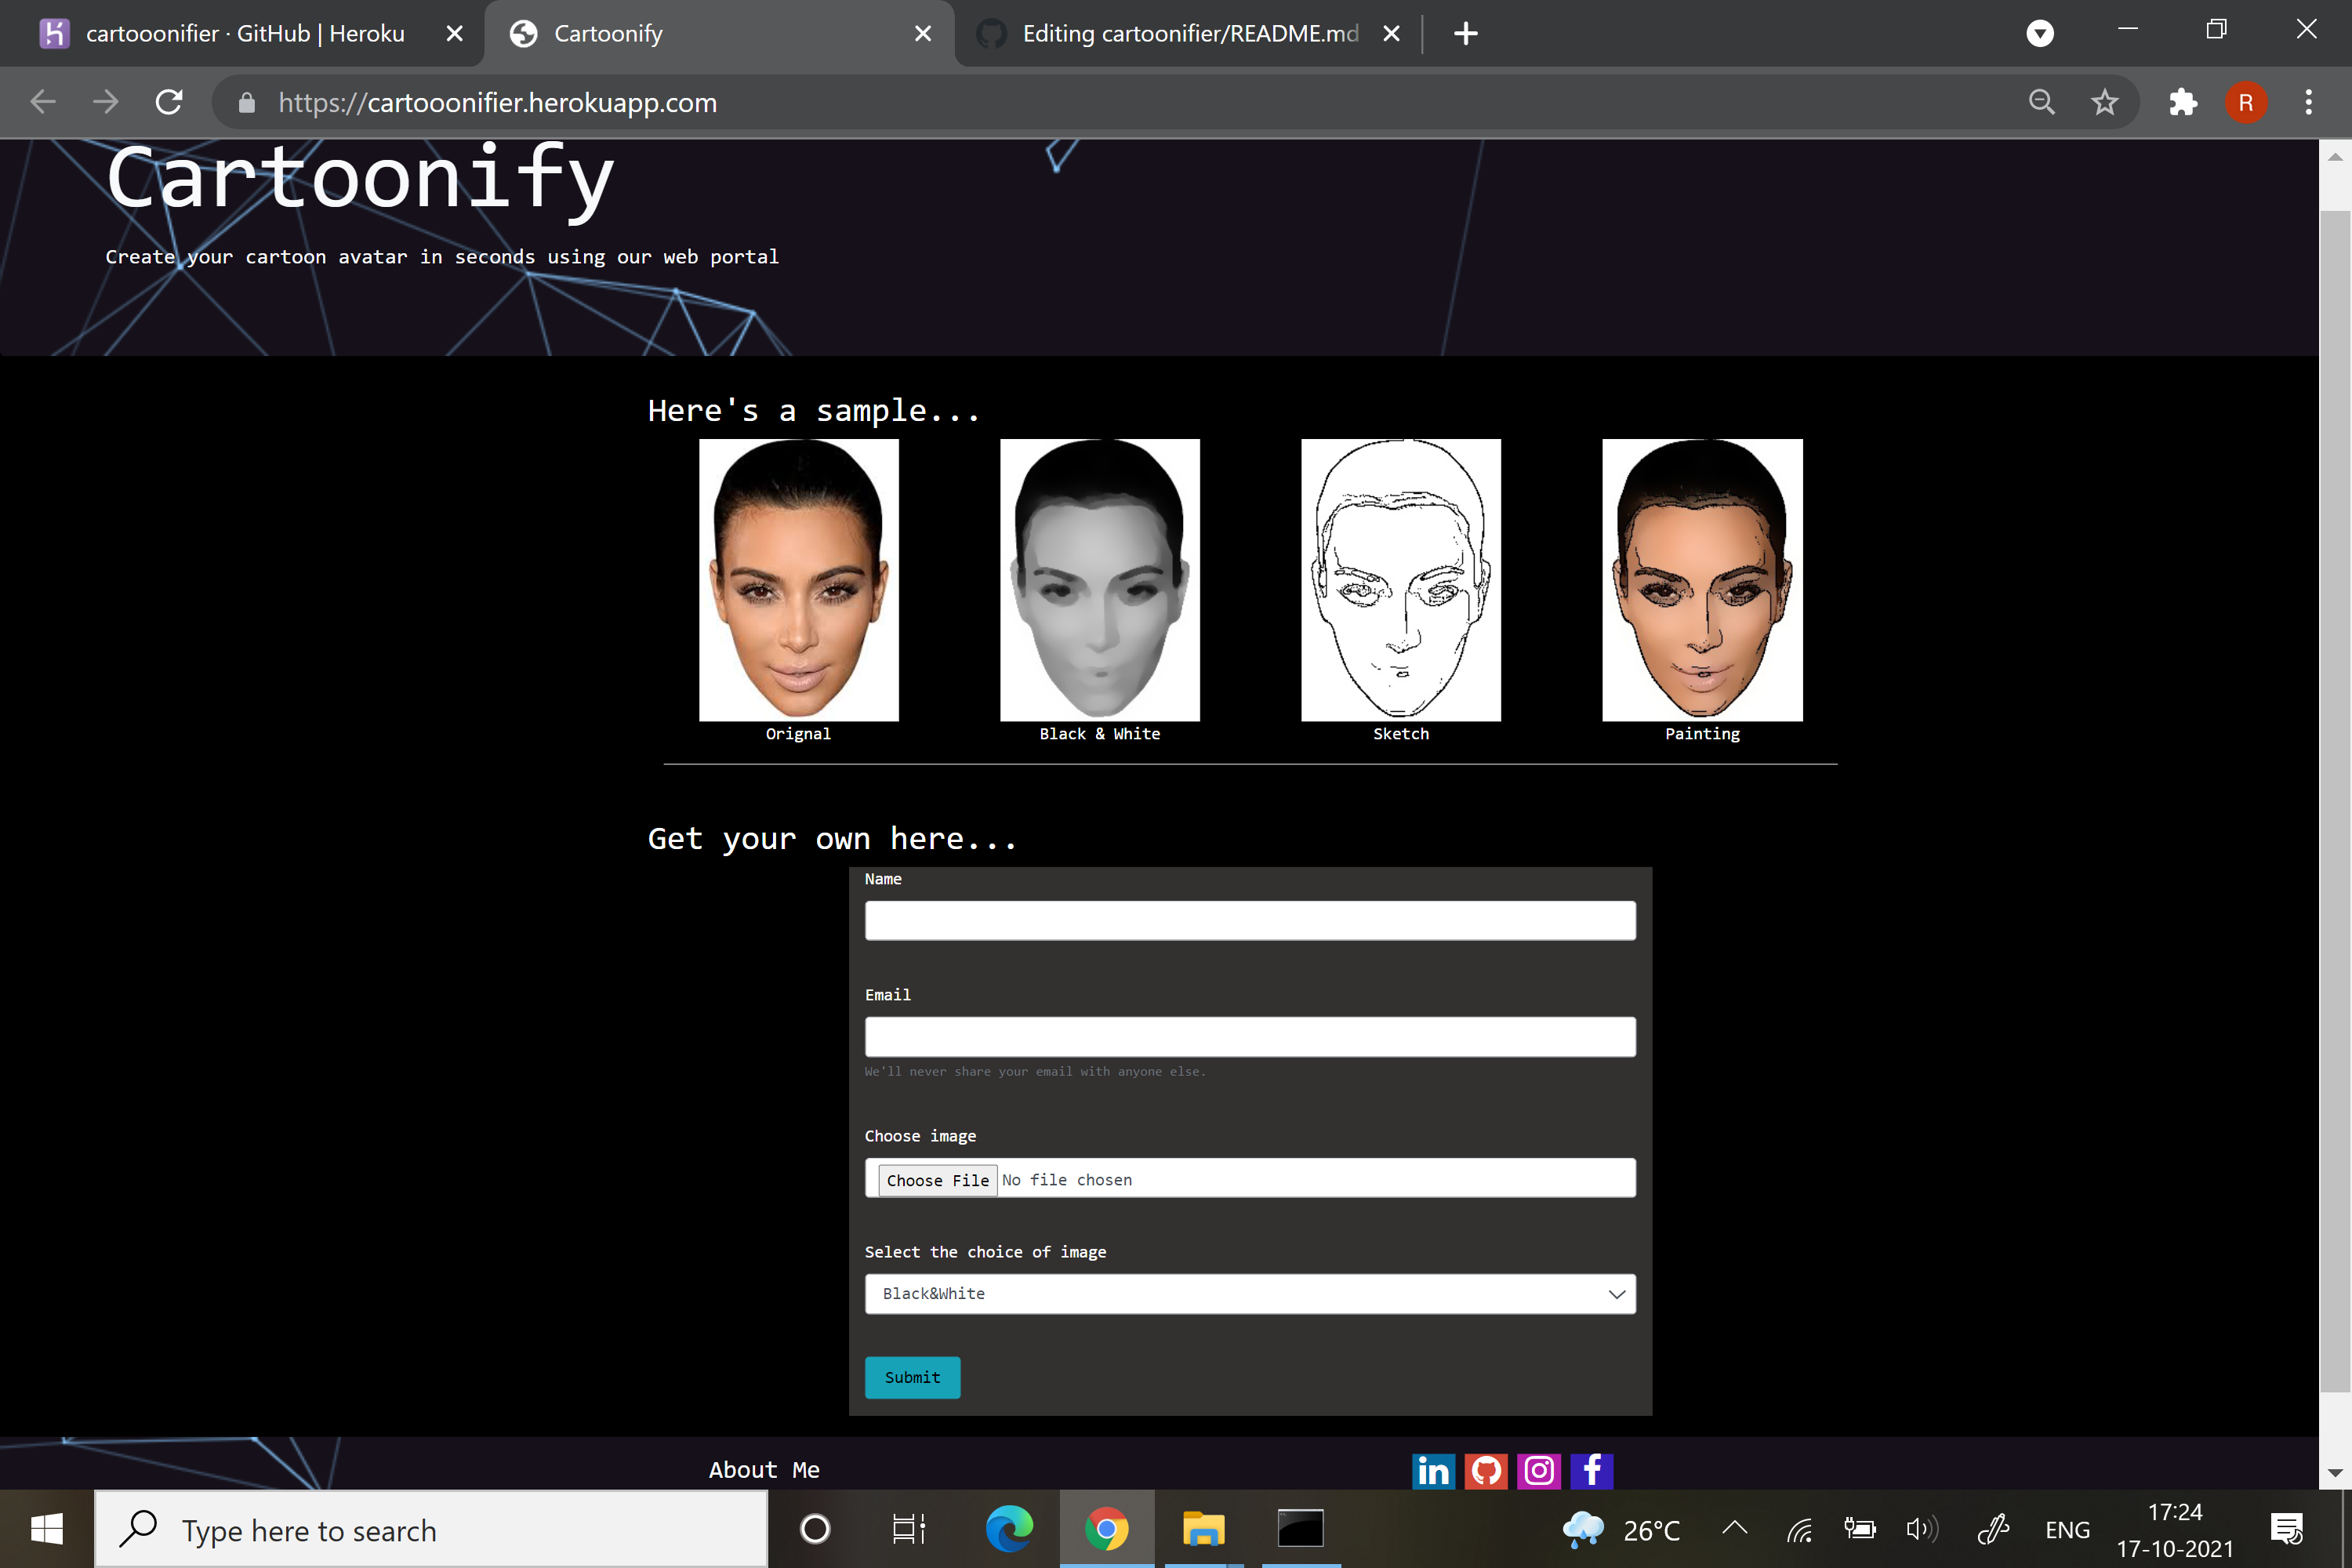 cartooonifier · GitHub | Heroku
Cartoonify
Editing cartoonifier/README.md
https://cartooonifier.herokuapp.com
R
Cartoonify
Create your cartoon avatar in seconds using our web portal
Here's a sample...
Orignal
Black & White
Sketch
Painting
Get your own here...
Name
Email
We'll never share your email with anyone else.
Choose image
Choose File No file chosen
Select the choice of image
Black&White
Submit
About Me
Type here to search
26°C
ENG
17:24
17-10-2021